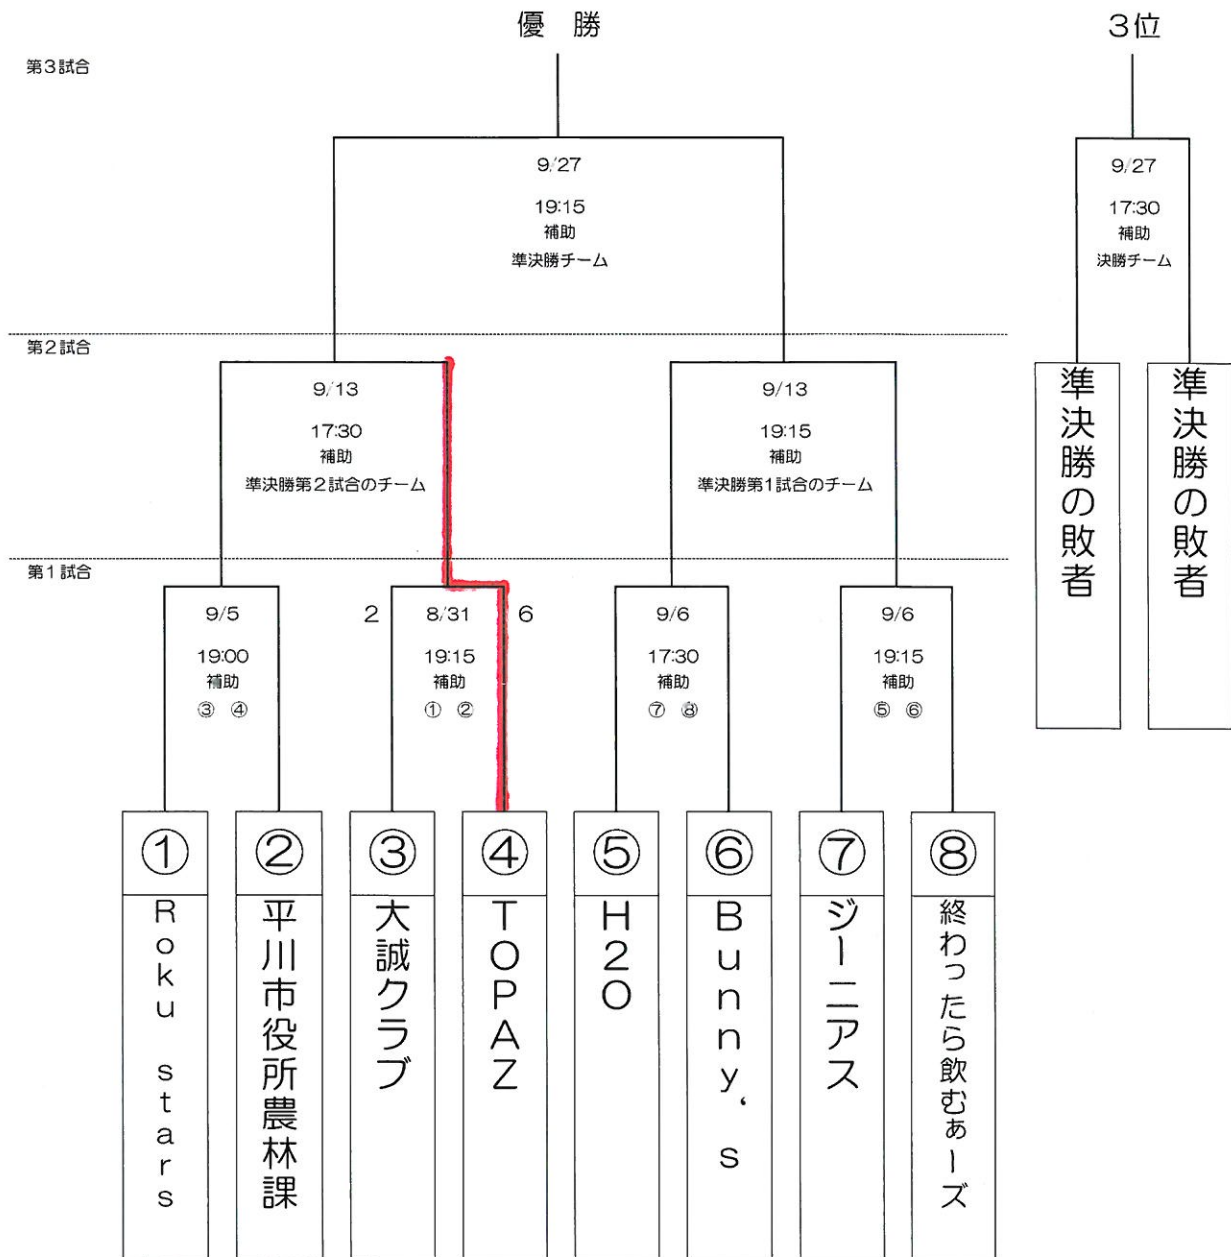 優 勝
3位
第3試合
9/27
19:15
補助
準決勝チーム
9/27
17:30
補助
決勝チーム
第2試合
9/13
17:30
補助
準決勝第2試合のチーム
9/13
19:15
補助
準決勝第1試合のチーム
準決勝の敗者
準決勝の敗者
第1試合
9/5
19:00
補助
③ ④
2
8/31
6
19:15
補助
① ②
9/6
17:30
補助
⑦ ⑧
9/6
19:15
補助
⑤ ⑥
①
Roku stars
②
平川市役所農林課
③
大誠クラブ
④
TOPAZ
⑤
H2O
⑥
Bunny‘s
⑦
ジーニアス
⑧
終わったら飲むぁーズ